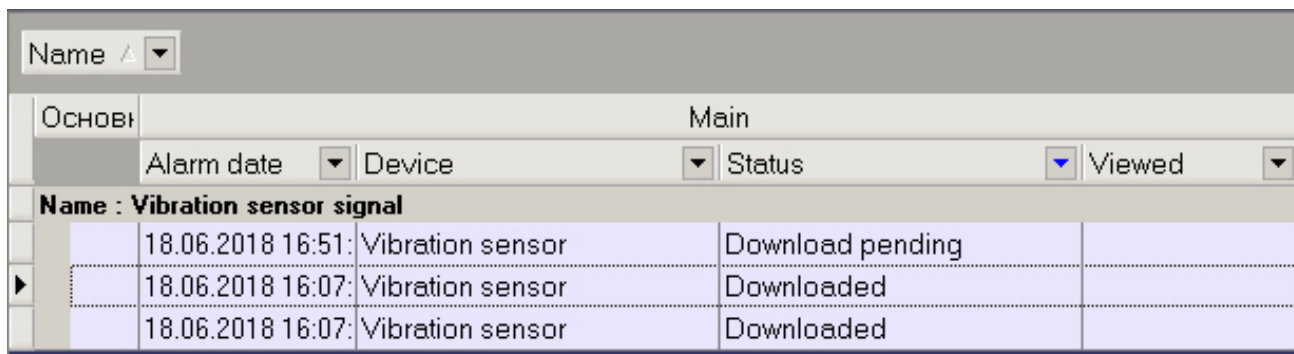 Name
Основн Main
Alarm date Device Status Viewed
Name : Vibration sensor signal
18.06.2018 16:51: Vibration sensor Download pending
18.06.2018 16:07: Vibration sensor Downloaded
18.06.2018 16:07: Vibration sensor Downloaded